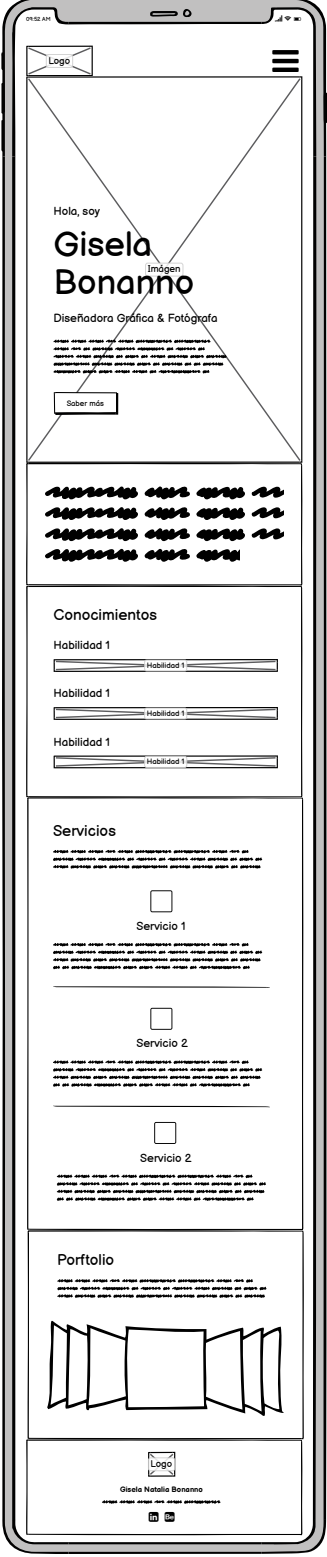 09:52 AM
Logo
Hola, soy
Gisela
Bonanno
Imágen
Diseñadora Gráfica & Fotógrafa
Saber más
Conocimientos
Habilidad 1
Habilidad 1
Habilidad 1
Habilidad 1
Habilidad 1
Habilidad 1
Servicios
Servicio 1
Servicio 2
Servicio 2
Porftolio
Logo
Gisela Natalia Bonanno
in Be